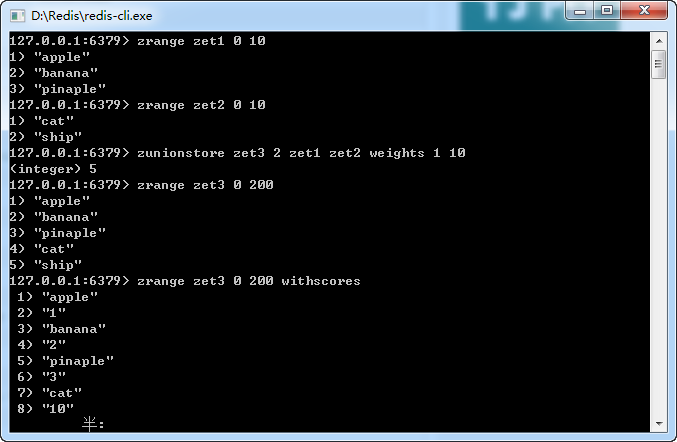 D:\Redis\redis-cli.exe
127.0.0.1:6379> zrange zet1 0 10
1) "apple"
2) "banana"
3) "pinaple"
127.0.0.1:6379> zrange zet2 0 10
1) "cat"
2) "ship"
127.0.0.1:6379> zunionstore zet3 2 zet1 zet2 weights 1 10
(integer) 5
127.0.0.1:6379> zrange zet3 0 200
1) "apple"
2) "banana"
3) "pinaple"
4) "cat"
5) "ship"
127.0.0.1:6379> zrange zet3 0 200 withscores
1) "apple"
2) "1"
3) "banana"
4) "2"
5) "pinaple"
6) "3"
7) "cat"
8) "10"
半: